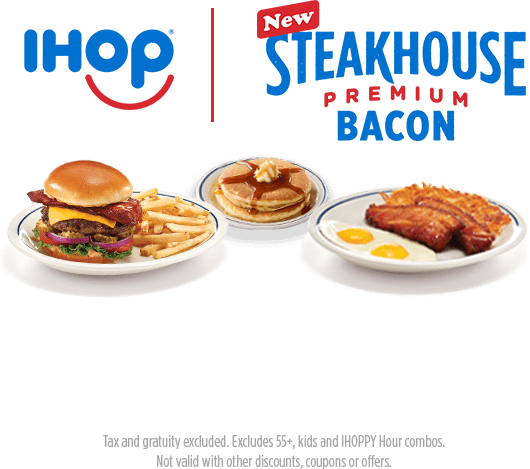 IHOP®
New
STEAKHOUSE
PREMIUM
BACON
Tax and gratuity excluded. Excludes 55+, kids and IHOPPY Hour combos.
Not valid with other discounts, coupons or offers.